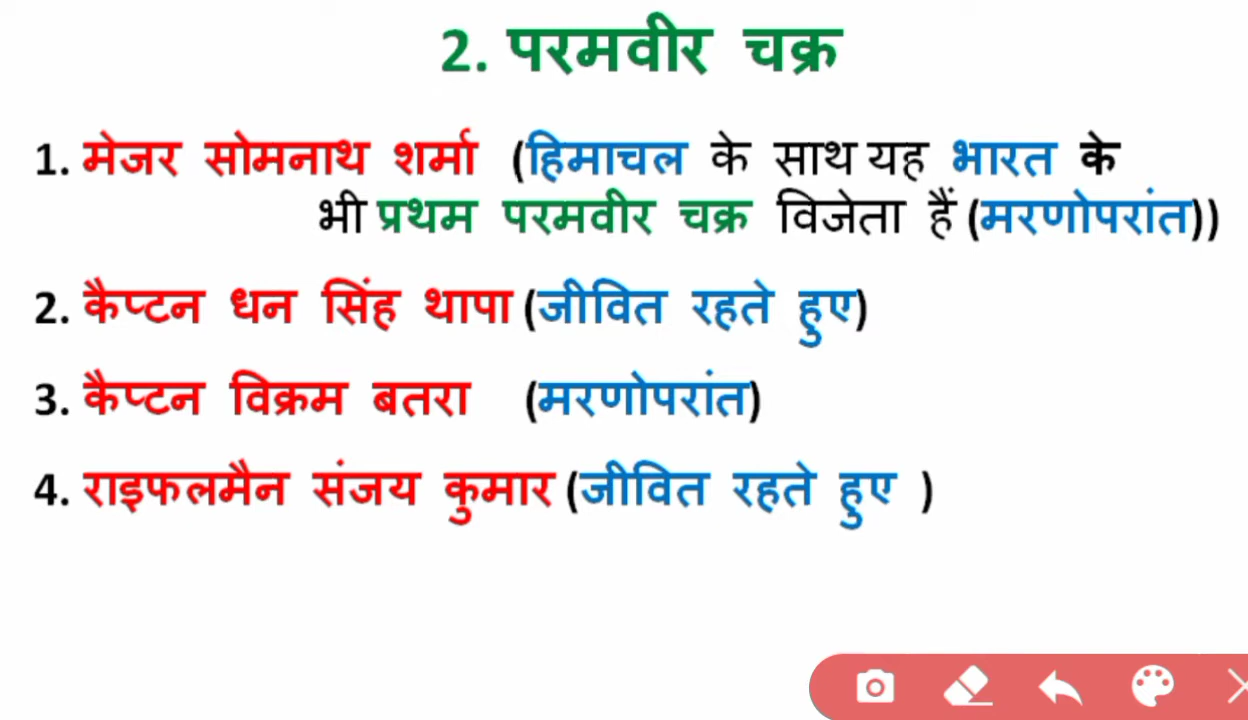 2. परमवीर चक्र
1. मेजर सोमनाथ शर्मा (हिमाचल के साथ यह भारत के
भी प्रथम परमवीर चक्र विजेता हैं (मरणोपरांत))
2. कैप्टन धन सिंह थापा (जीवित रहते हुए)
3. कैप्टन विक्रम बतरा (मरणोपरांत)
4. राइफलमैन संजय कुमार (जीवित रहते हुए )